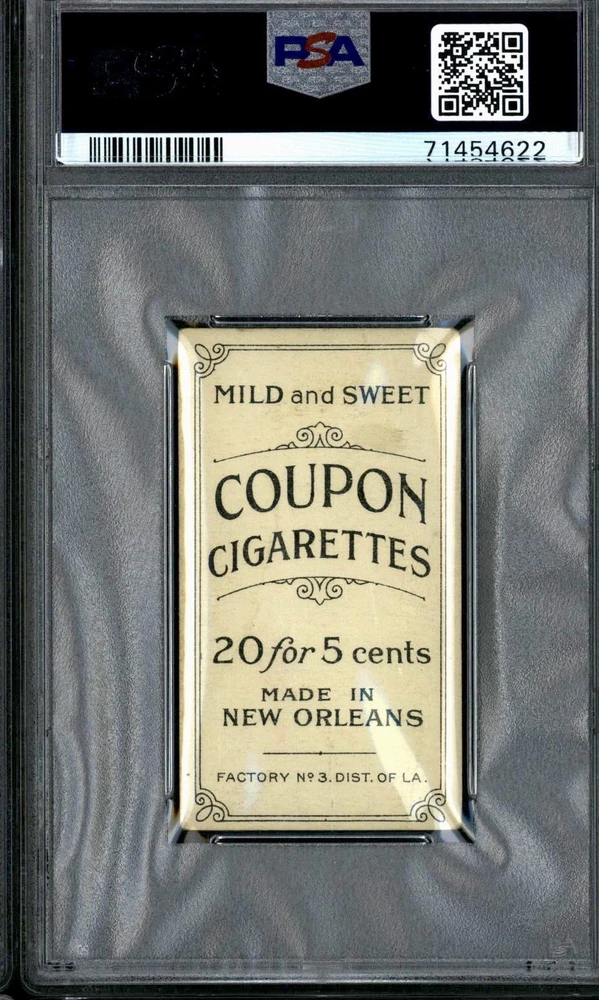 PSA
71454622
MILD and SWEET
COUPON
CIGARETTES
20 for 5 cents
MADE IN
NEW ORLEANS
FACTORY Nº 3. DIST. OF LA.